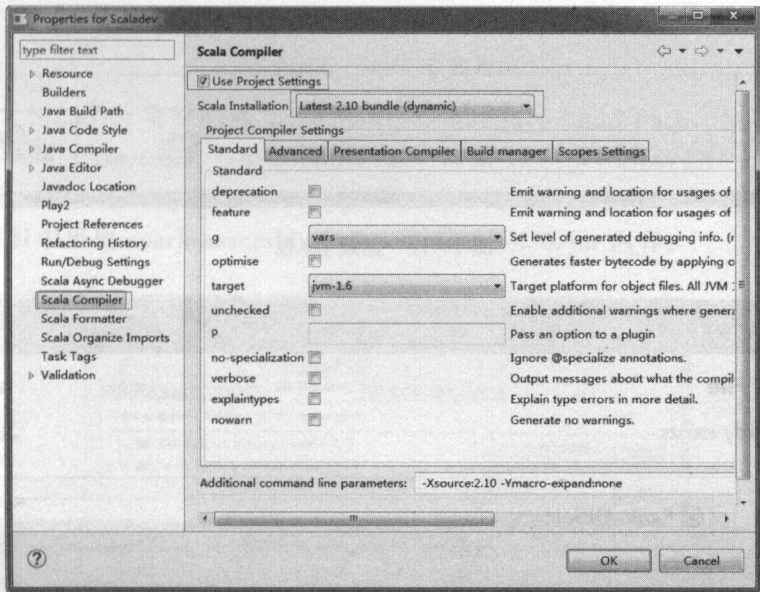 Properties for Scaladev
type filter text
Resource
Builders
Java Build Path
Java Code Style
Java Compiler
Java Editor
Javadoc Location
Play2
Project References
Refactoring History
Run/Debug Settings
Scala Async Debugger
Scala Compiler
Scala Formatter
Scala Organize Imports
Task Tags
Validation
Scala Compiler
Use Project Settings
Scala Installation Latest 2.10 bundle (dynamic)
Project Compiler Settings
Standard Advanced Presentation Compiler Build manager Scopes Settings
Standard
deprecation Emit warning and location for usages of
feature Emit warning and location for usages of
g vars Set level of generated debugging info. (
optimise Generates faster bytecode by applying o
target jvm-1.6 Target platform for object files. All JVM
unchecked Enable additional warnings where genera
p Pass an option to a plugin
no-specialization Ignore @specialize annotations.
verbose Output messages about what the compil
explaintypes Explain type errors in more detail.
nowarn Generate no warnings.
Additional command line parameters: -Xsource:2.10 -Ymacro-expand:none
OK Cancel